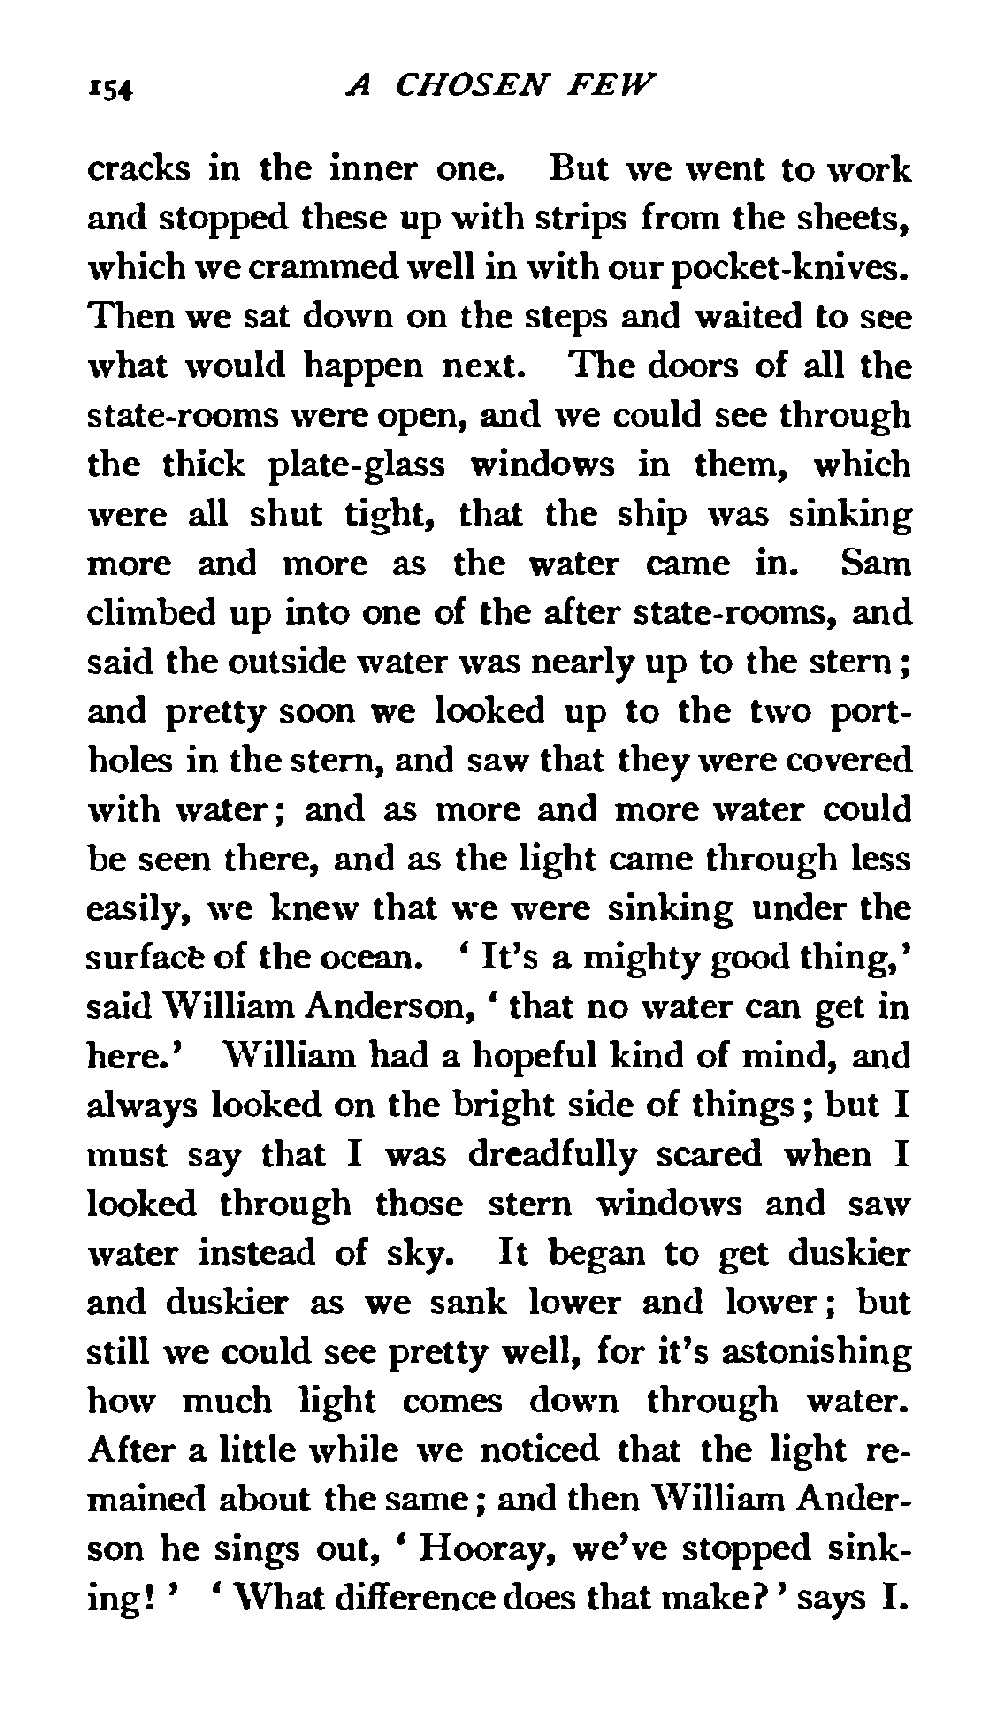 154 A CHOSEN FEW
cracks in the inner one. But we went to work
and stopped these up with strips from the sheets,
which we crammed well in with our pocket-knives.
Then we sat down on the steps and waited to see
what would happen next. The doors of all the
state-rooms were open, and we could see through
the thick plate-glass windows in them, which
were all shut tight, that the ship was sinking
more and more as the water came in. Sam
climbed up into one of the after state-rooms, and
said the outside water was nearly up to the stern;
and pretty soon we looked up to the two port-
holes in the stern, and saw that they were covered
with water; and as more and more water could
be seen there, and as the light came through less
easily, we knew that we were sinking under the
surface of the ocean. ‘It’s a mighty good thing,’
said William Anderson, ‘that no water can get in
here.’ William had a hopeful kind of mind, and
always looked on the bright side of things; but I
must say that I was dreadfully scared when I
looked through those stern windows and saw
water instead of sky. It began to get duskier
and duskier as we sank lower and lower; but
still we could see pretty well, for it’s astonishing
how much light comes down through water.
After a little while we noticed that the light re-
mained about the same; and then William Ander-
son he sings out, ‘Hooray, we’ve stopped sink-
ing!’ ‘What difference does that make?’ says I.